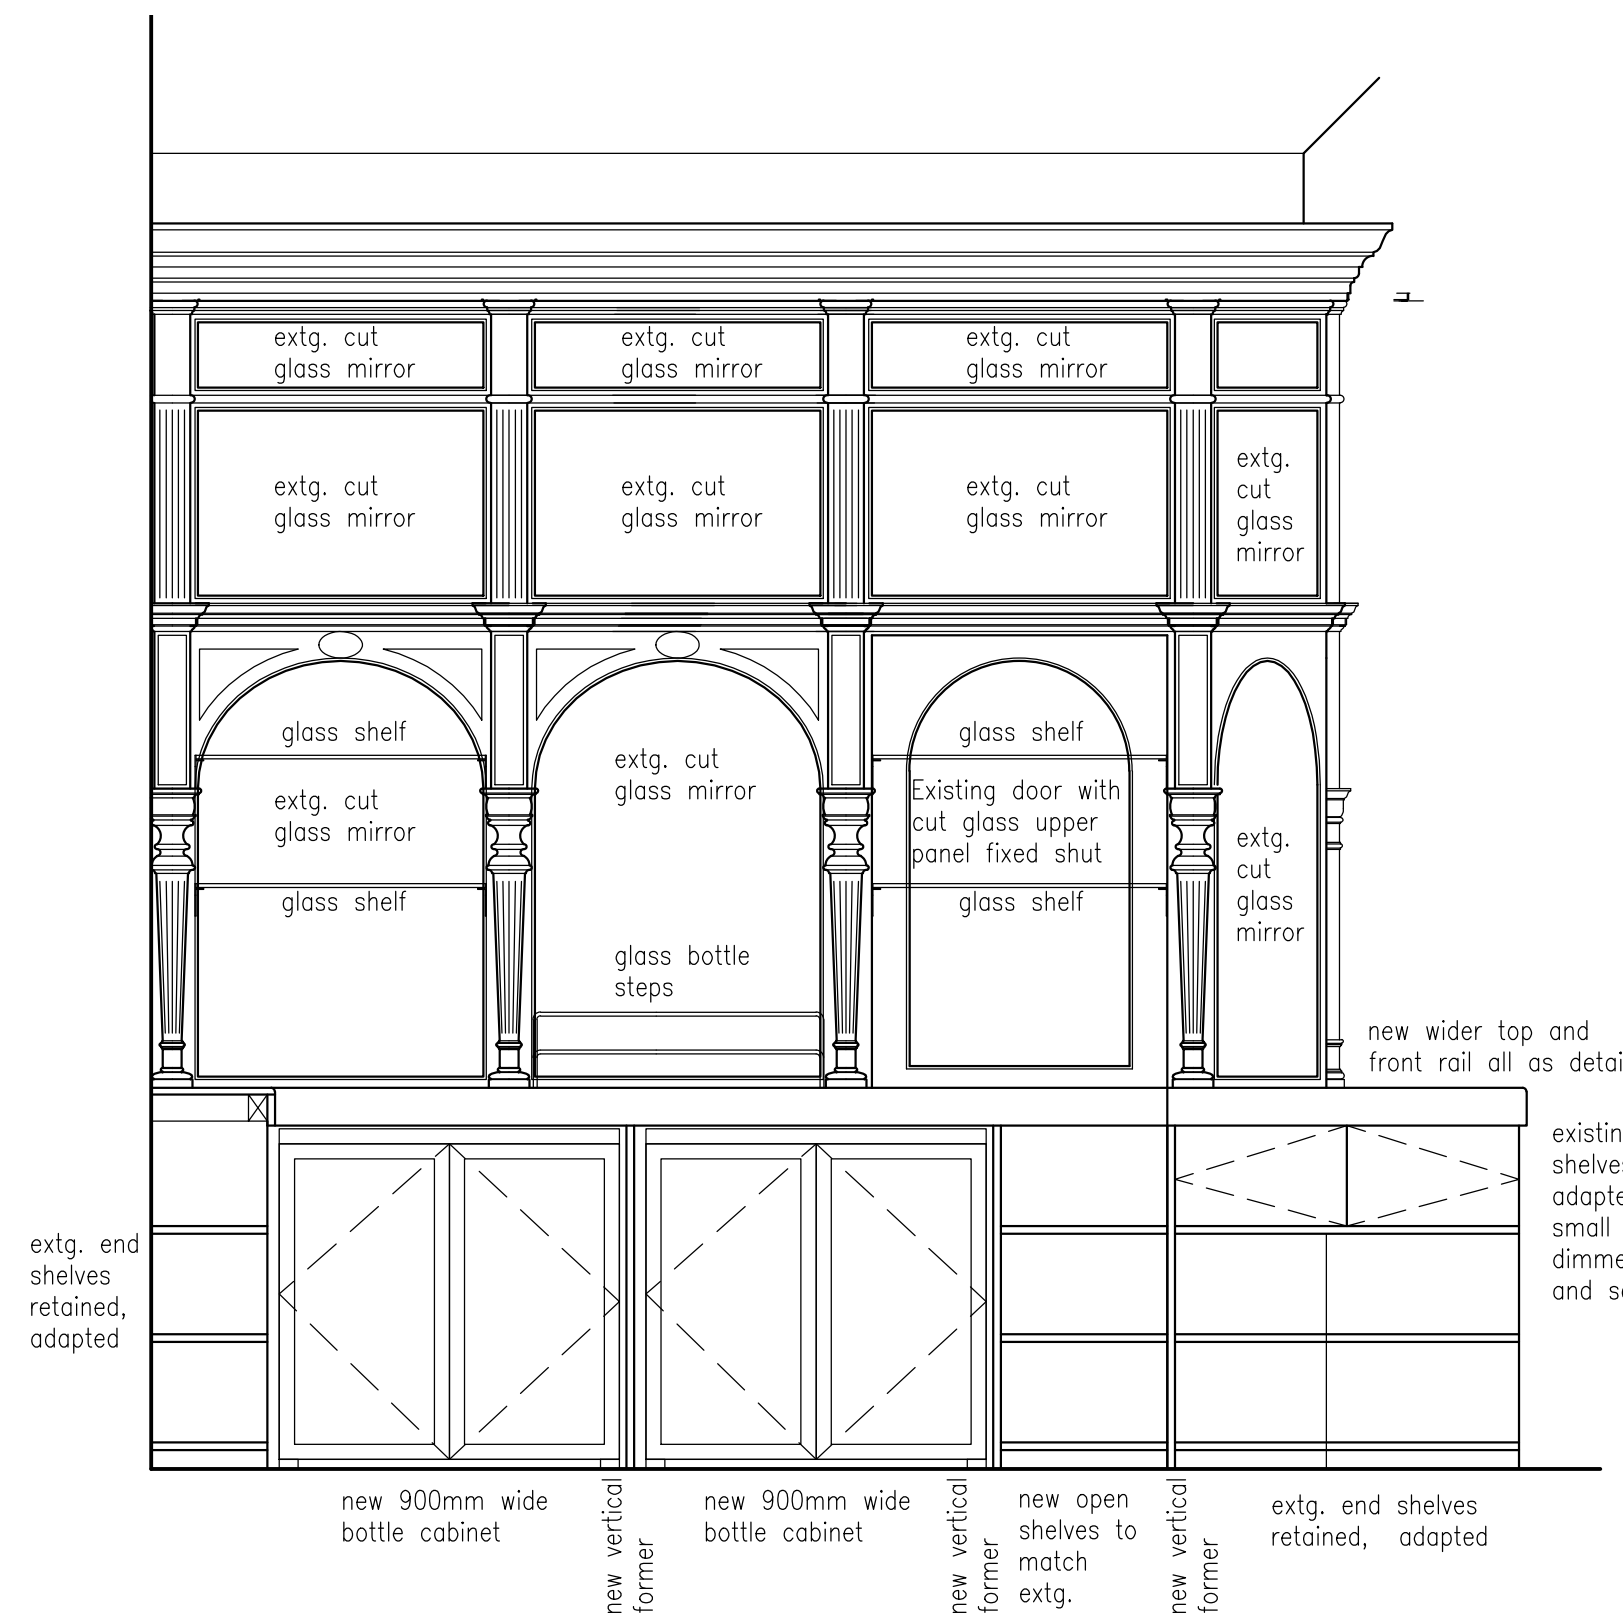 extg. cut
glass mirror
extg. cut
glass mirror
extg. cut
glass mirror
extg. cut
glass mirror
extg. cut
glass mirror
extg. cut
glass mirror
extg.
cut
glass
mirror
glass shelf
extg. cut
glass mirror
glass shelf
extg. cut
glass mirror
glass bottle
steps
glass shelf
Existing door with
cut glass upper
panel fixed shut
glass shelf
extg.
cut
glass
mirror
new wider top and
front rail all as
small
and
extg. end
shelves
retained,
adapted
new 900mm wide
bottle cabinet
new vertical
former
new 900mm wide
bottle cabinet
new vertical
former
new open
shelves to
match
extg.
new vertical
former
extg. end shelves
retained, adapted